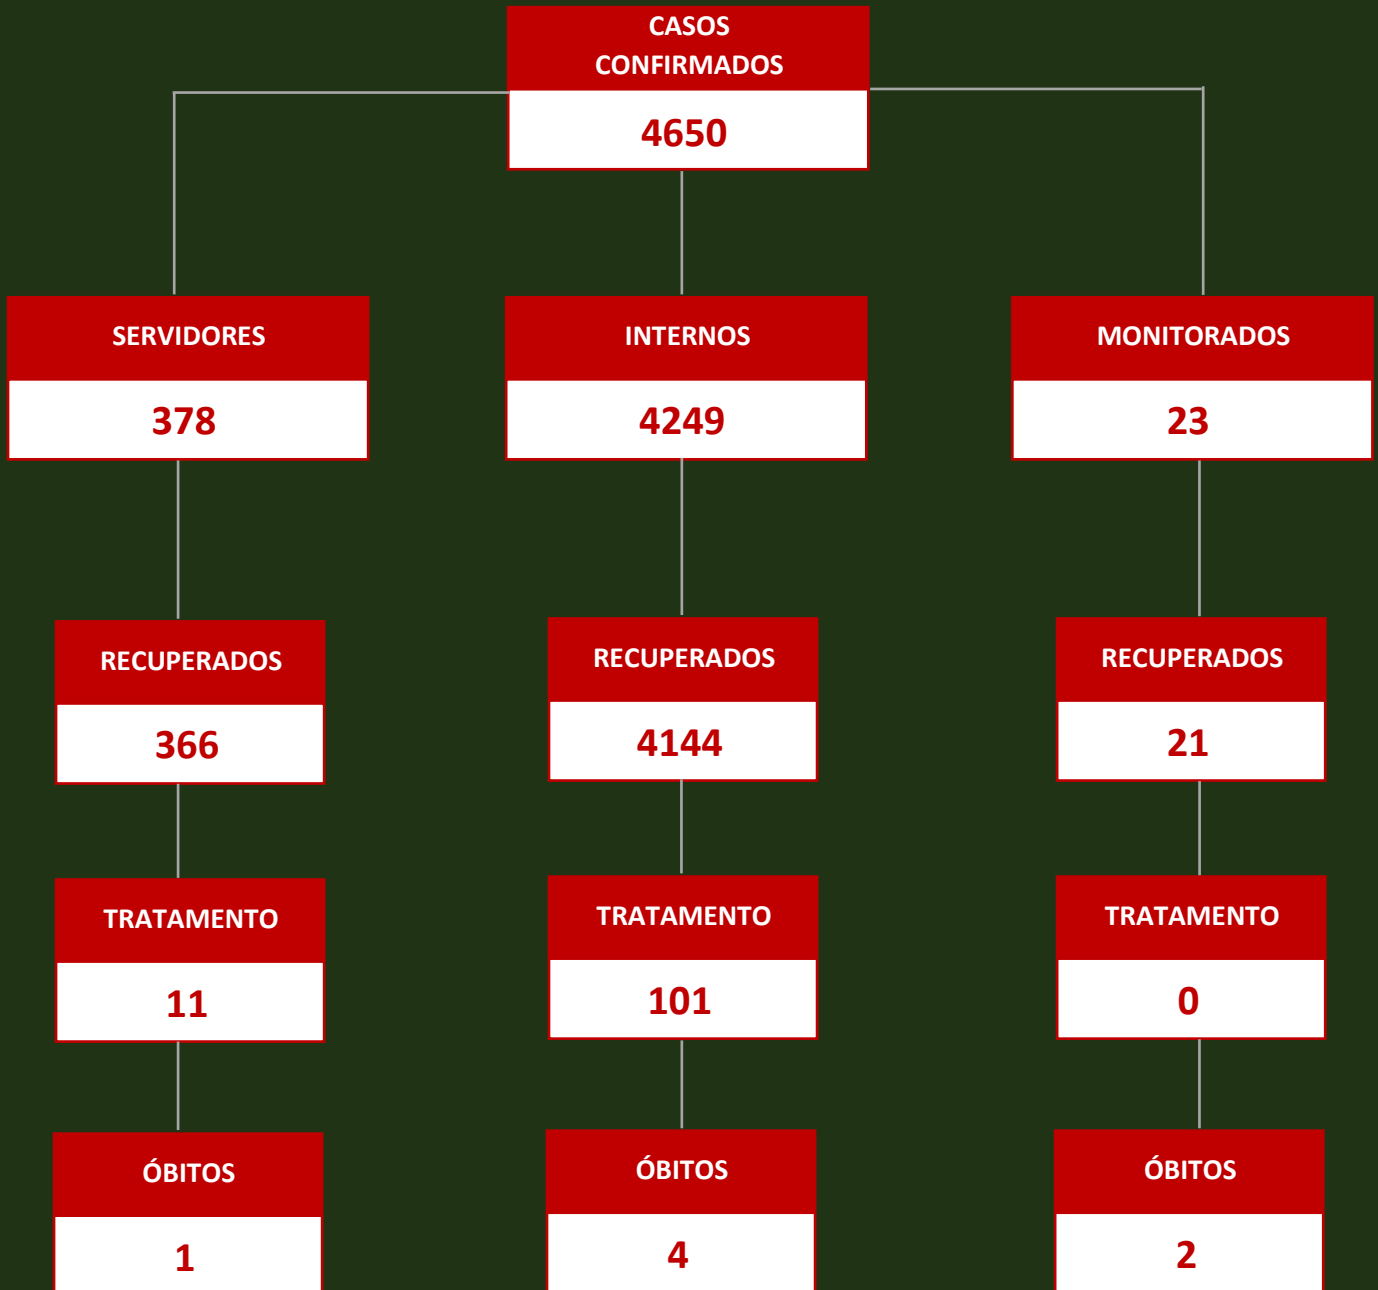 CASOS
CONFIRMADOS
4650
SERVIDORES
378
INTERNOS
4249
MONITORADOS
23
RECUPERADOS
366
RECUPERADOS
4144
RECUPERADOS
21
TRATAMENTO
11
TRATAMENTO
101
TRATAMENTO
0
ÓBITOS
1
ÓBITOS
4
ÓBITOS
2